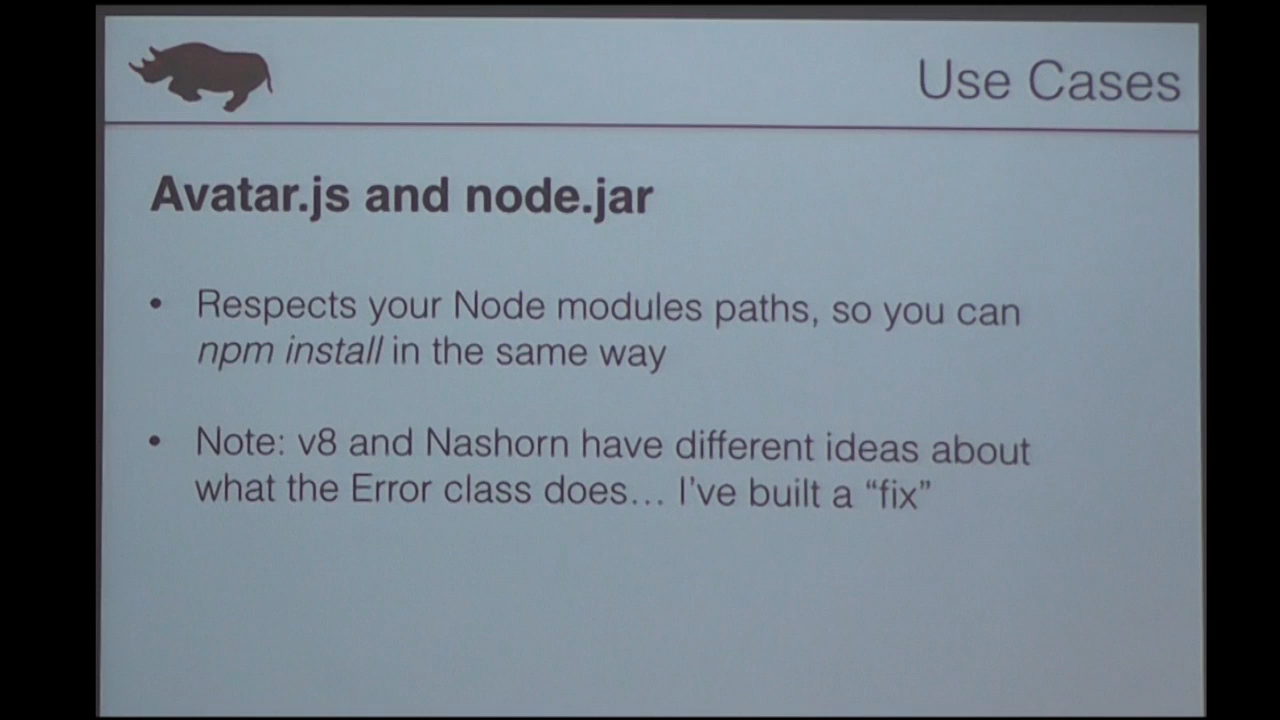 Use Cases
Avatar.js and node.jar
• Respects your Node modules paths, so you can
npm install in the same way
• Note: v8 and Nashorn have different ideas about
what the Error class does… I’ve built a “fix”